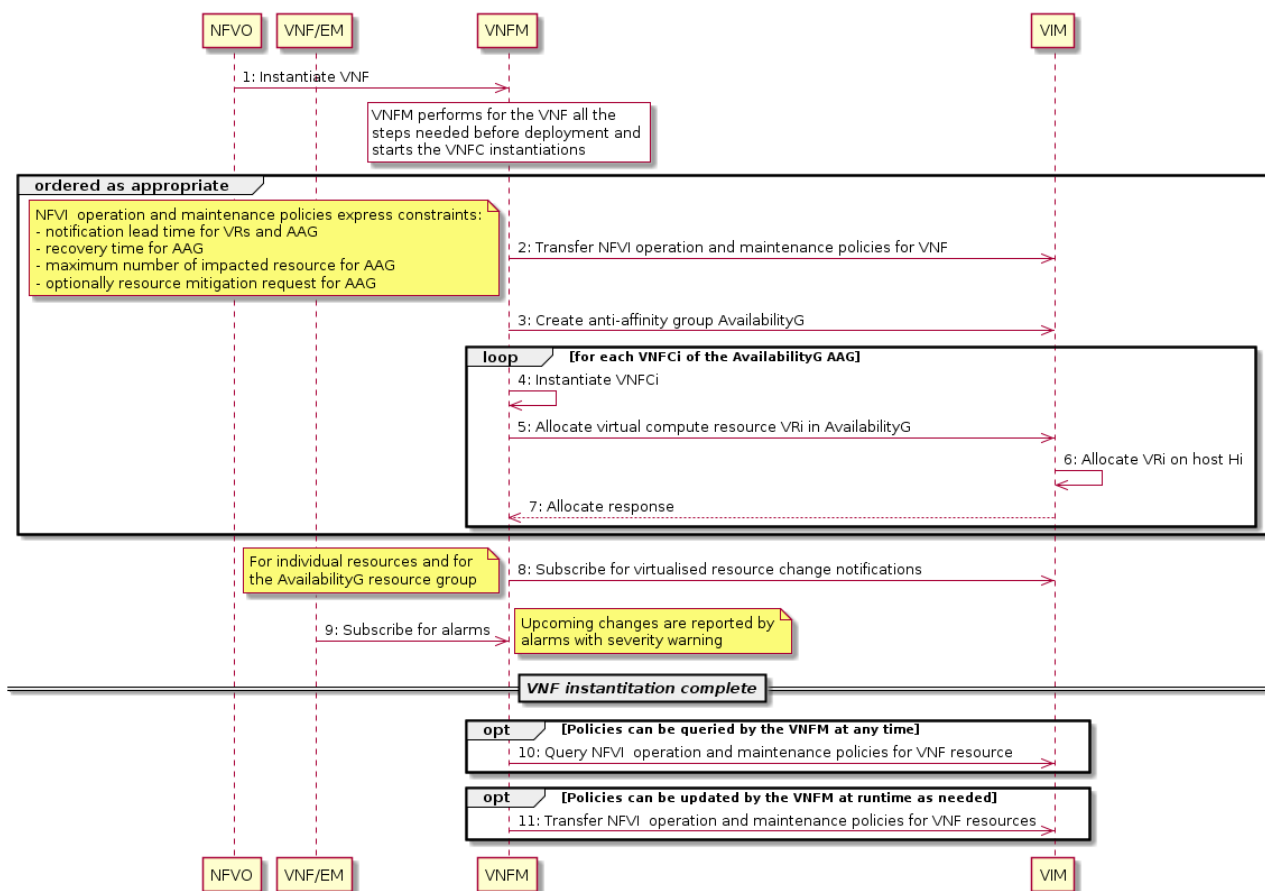 NFVO
VNF/EM
VNFM
VIM
1: Instantiate VNF
VNFM performs for the VNF all the
steps needed before deployment and
starts the VNFC instantiations
ordered as appropriate
NFVI  operation and maintenance policies express constraints:
- notification lead time for VRs and AAG
- recovery time for AAG
- maximum number of impacted resource for AAG
- optionally resource mitigation request for AAG
2: Transfer NFVI operation and maintenance policies for VNF
3: Create anti-affinity group AvailabilityG
loop [for each VNFCi of the AvailabilityG AAG]
4: Instantiate VNFCi
5: Allocate virtual compute resource VRi in AvailabilityG
6: Allocate VRi on host Hi
7: Allocate response
For individual resources and for
the AvailabilityG resource group
8: Subscribe for virtualised resource change notifications
9: Subscribe for alarms
Upcoming changes are reported by
alarms with severity warning
VNF instantitation complete
opt [Policies can be queried by the VNFM at any time]
10: Query NFVI  operation and maintenance policies for VNF resource
opt [Policies can be updated by the VNFM at runtime as needed]
11: Transfer NFVI  operation and maintenance policies for VNF resources
NFVO
VNF/EM
VNFM
VIM